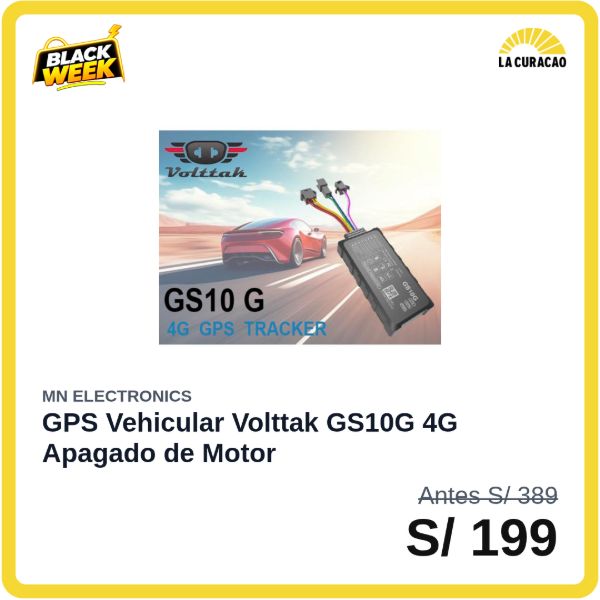 BLACK
WEEK
LA CURACAO
Volttak
GS10 G
4G GPS TRACKER
GS10G
MN ELECTRONICS
GPS Vehicular Volttak GS10G 4G
Apagado de Motor
Antes S/ 389
S/ 199